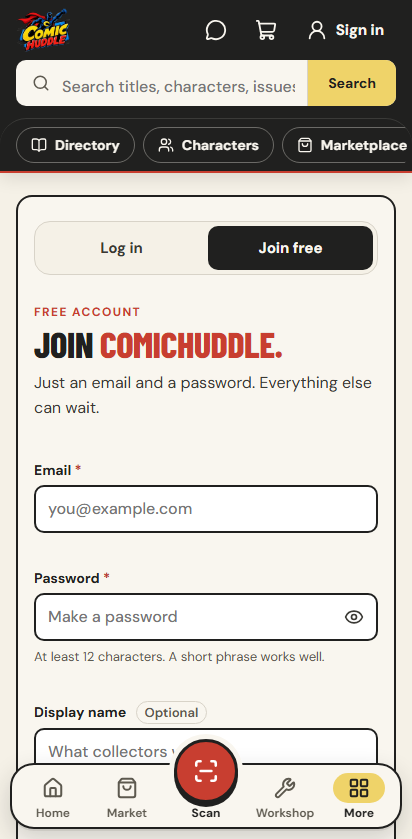 COMIC
HUDDLE
Sign in
Search titles, characters, issues
Search
Directory
Characters
Marketplace
Log in
Join free
FREE ACCOUNT
JOIN COMICHUDDLE.
Just an email and a password. Everything else
can wait.
Email *
you@example.com
Password *
Make a password
At least 12 characters. A short phrase works well.
Display name
Optional
What collectors
Home
Market
Scan
Workshop
More